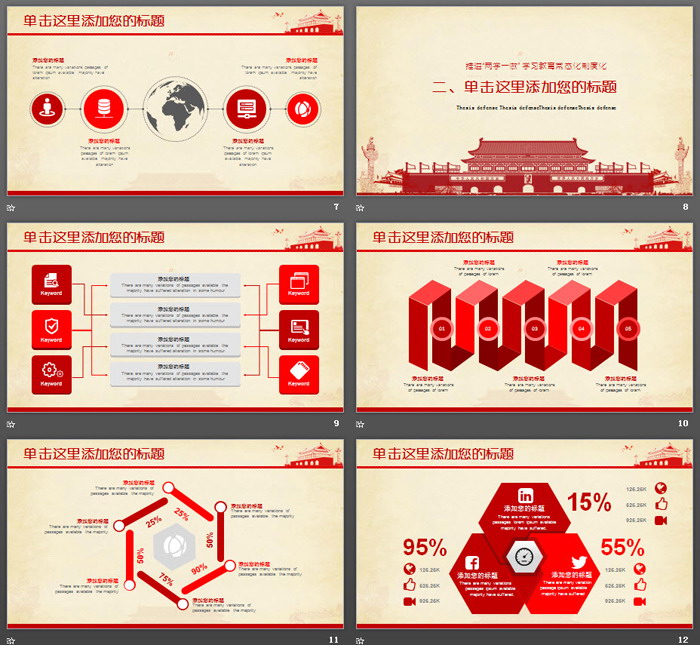 单击这里添加您的标题
添加您的标题
There are many variations passages of
lorem ipsum available majority have
alteration
添加您的标题
There are many variations passages of
lorem ipsum available majority have
alteration
添加您的标题
There are many variations
passages of lorem ipsum
available majority have
alteration
添加您的标题
There are many variations
passages of lorem ipsum
available majority have
alteration
7
推进"两学一做"学习教育常态化制度化
二、单击这里添加您的标题
Thesis defense Thesis defenseThesis defenseThesis defense
8
单击这里添加您的标题
Keyword
Keyword
Keyword
添加您的标题
There are many variations of passages available the
majority have suffered alteration in some humour
添加您的标题
There are many variations of passages available the
majority have suffered alteration in some humour
添加您的标题
There are many variations of passages available the
majority have suffered alteration in some humour
添加您的标题
There are many variations of passages available the
majority have suffered alteration in some humour
Keyword
Keyword
Keyword
9
单击这里添加您的标题
添加您的标题
There are many variations
passages of lorem
添加您的标题
There are many variations
passages of lorem
01
02
03
04
05
添加您的标题
There are many variations
passages of lorem
添加您的标题
There are many variations
passages of lorem
添加您的标题
There are many variations
passages of lorem
10
单击这里添加您的标题
添加您的标题
There are many variations of
passages available the majority
添加您的标题
There are many variations of
passages available the majority
添加您的标题
There are many variations of
passages available the majority
添加您的标题
There are many variations of
passages available the majority
添加您的标题
There are many variations of
passages available the majority
添加您的标题
There are many variations of
passages available the majority
25%
25%
50%
50%
75%
90%
11
单击这里添加您的标题
添加您的标题
There are many variations
passages lorem ipsum available
majority have suffered
15%
126.26K
626.26K
926.26K
95%
126.26K
626.26K
926.26K
添加您的标题
There are many variations
passages lorem ipsum available
majority have suffered
添加您的标题
There are many variations
passage lorem ipsum available
majority have suffered
55%
126.26K
626.26K
926.26K
12